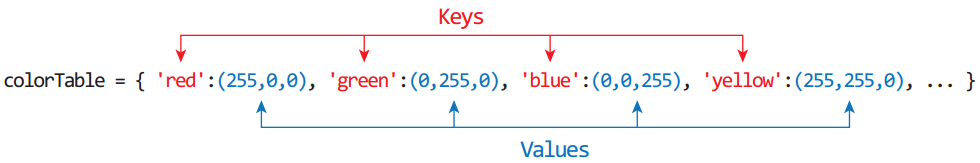 Keys
colorTable = { 'red':(255,0,0), 'green':(0,255,0), 'blue':(0,0,255), 'yellow':(255,255,0), ... }
Values